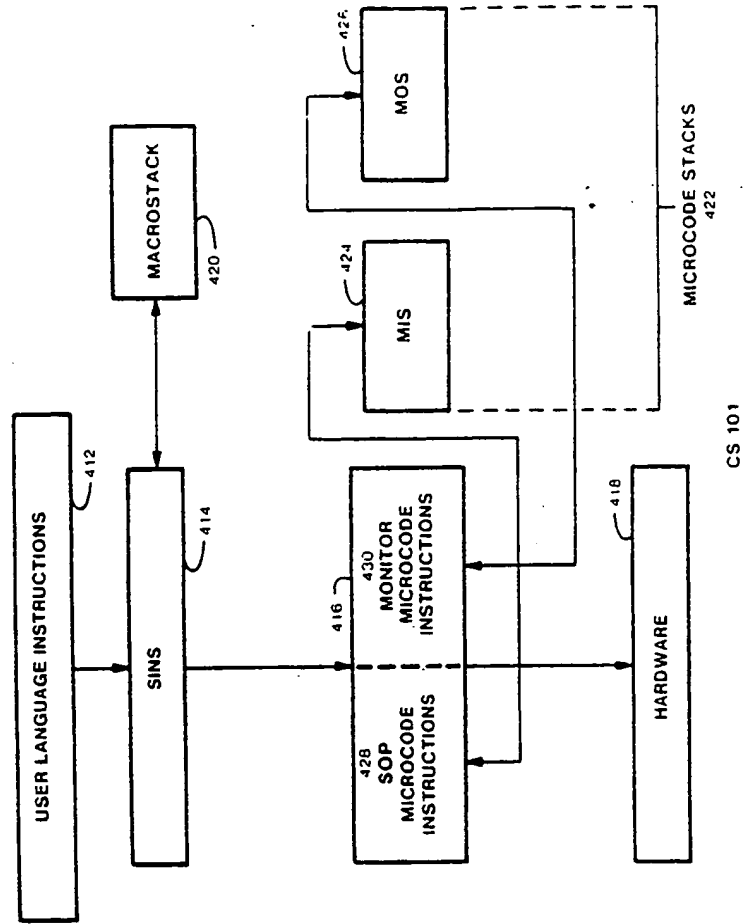 USER LANGUAGE INSTRUCTIONS
412
SINS
414
MACROSTACK
420
416
428
SOP
MICROCODE
INSTRUCTIONS
430
MONITOR
MICROCODE
INSTRUCTIONS
MIS
424
MOS
426
MICROCODE STACKS
422
HARDWARE
418
CS 101